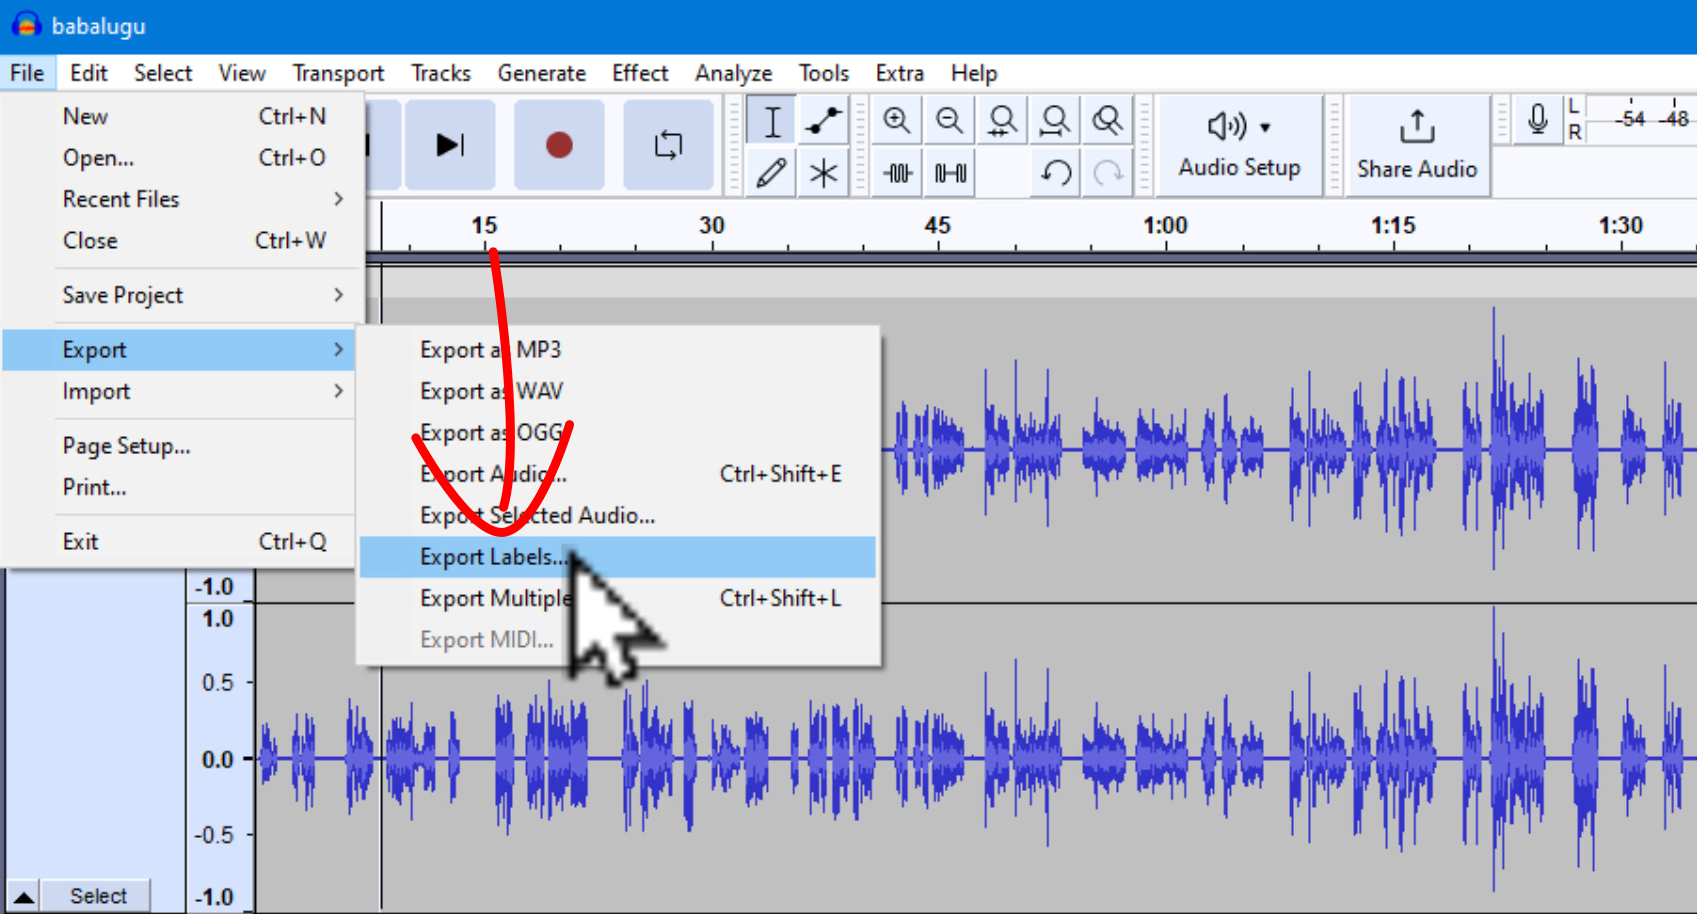 babalugu
File Edit Select View Transport Tracks Generate Effect Analyze Tools Extra Help
New Ctrl+N
Open... Ctrl+O
Recent Files
Close Ctrl+W
Save Project
Export
Import
Page Setup...
Print...
Exit Ctrl+Q
Audio Setup
Share Audio
L
R
-54 -48
15 30 45 1:00 1:15 1:30
Export as MP3
Export as WAV
Export as OGG
Export Audio... Ctrl+Shift+E
Export Selected Audio...
Export Labels...
Export Multiple Ctrl+Shift+L
Export MIDI...
-1.0
1.0
0.5
0.0
-0.5
-1.0
Select